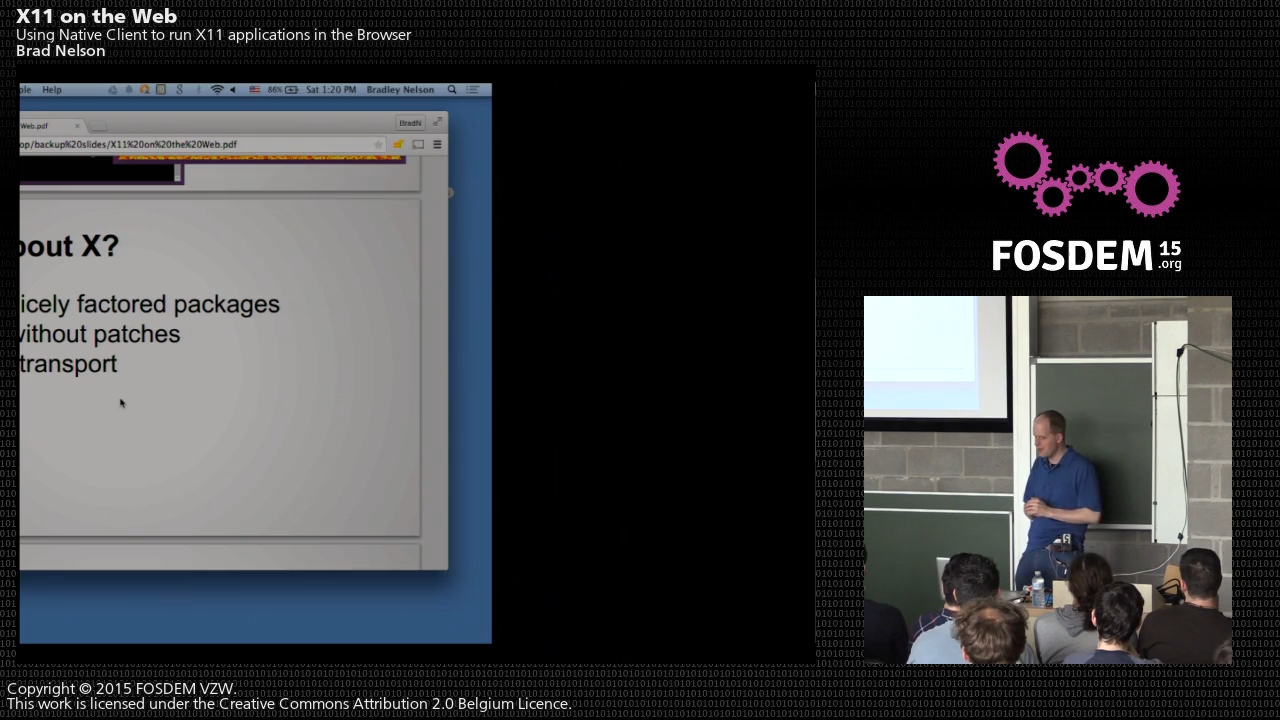 X11 on the Web
Using Native Client to run X11 applications in the Browser
Brad Nelson
ple Help 86% Sat 1:20 PM Bradley Nelson
Web.pdf
BradN
op/backup%20slides/X11%20on%20the%20Web.pdf
bout X?
icely factored packages
vithout patches
transport
FOSDEM 15
.org
Copyright © 2015 FOSDEM VZW.
This work is licensed under the Creative Commons Attribution 2.0 Belgium Licence.